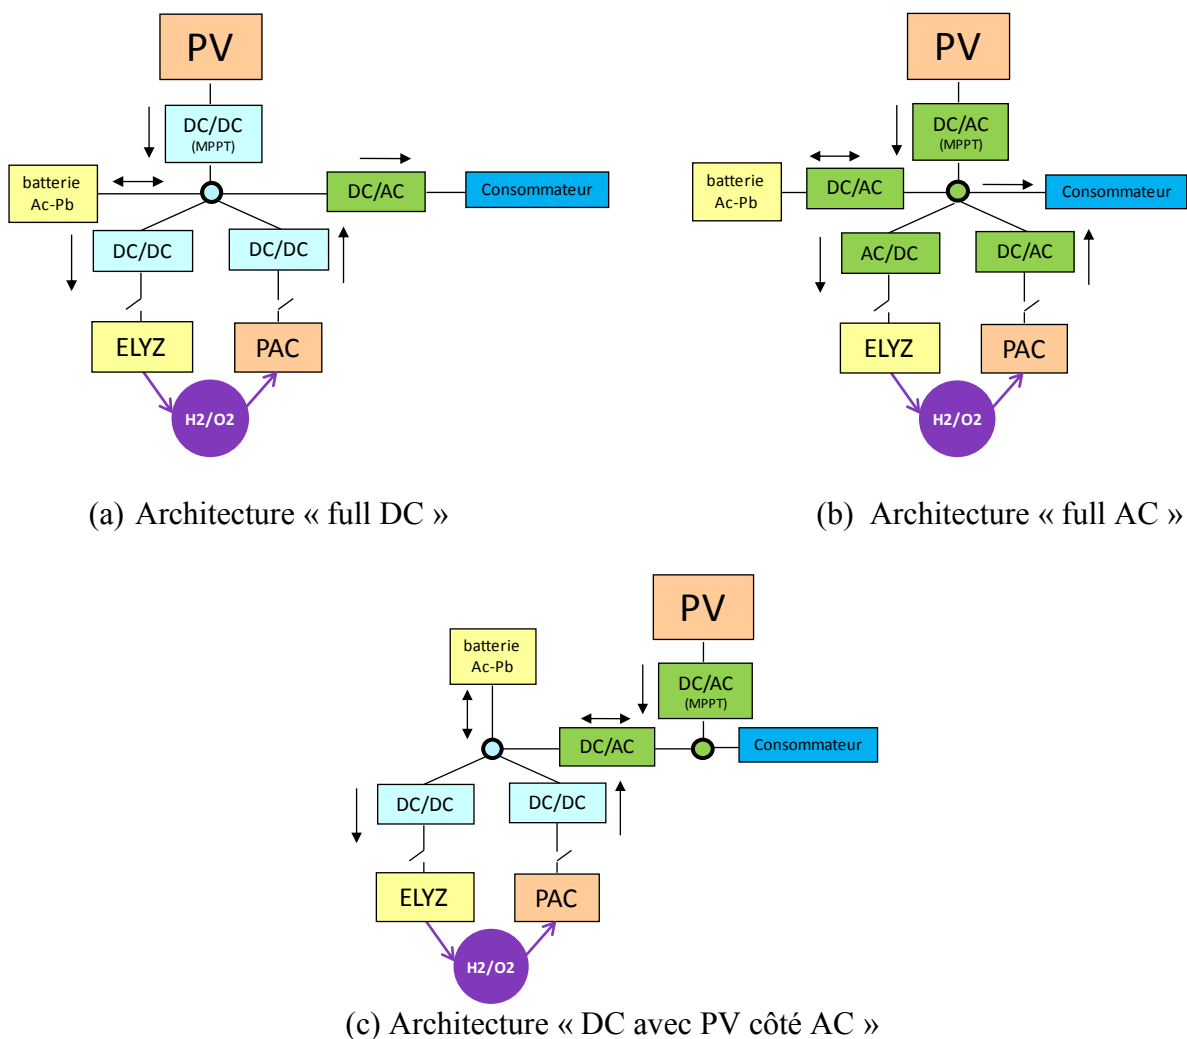 PV
DC/DC
(MPPT)
batterie
Ac-Pb
DC/AC
Consommateur
DC/DC
DC/DC
ELYZ
PAC
H2/O2
(a) Architecture « full DC »
PV
DC/AC
(MPPT)
batterie
Ac-Pb
DC/AC
Consommateur
AC/DC
DC/AC
ELYZ
PAC
H2/O2
(b) Architecture « full AC »
PV
batterie
Ac-Pb
DC/AC
(MPPT)
DC/AC
Consommateur
DC/DC
DC/DC
ELYZ
PAC
H2/O2
(c) Architecture « DC avec PV côté AC »